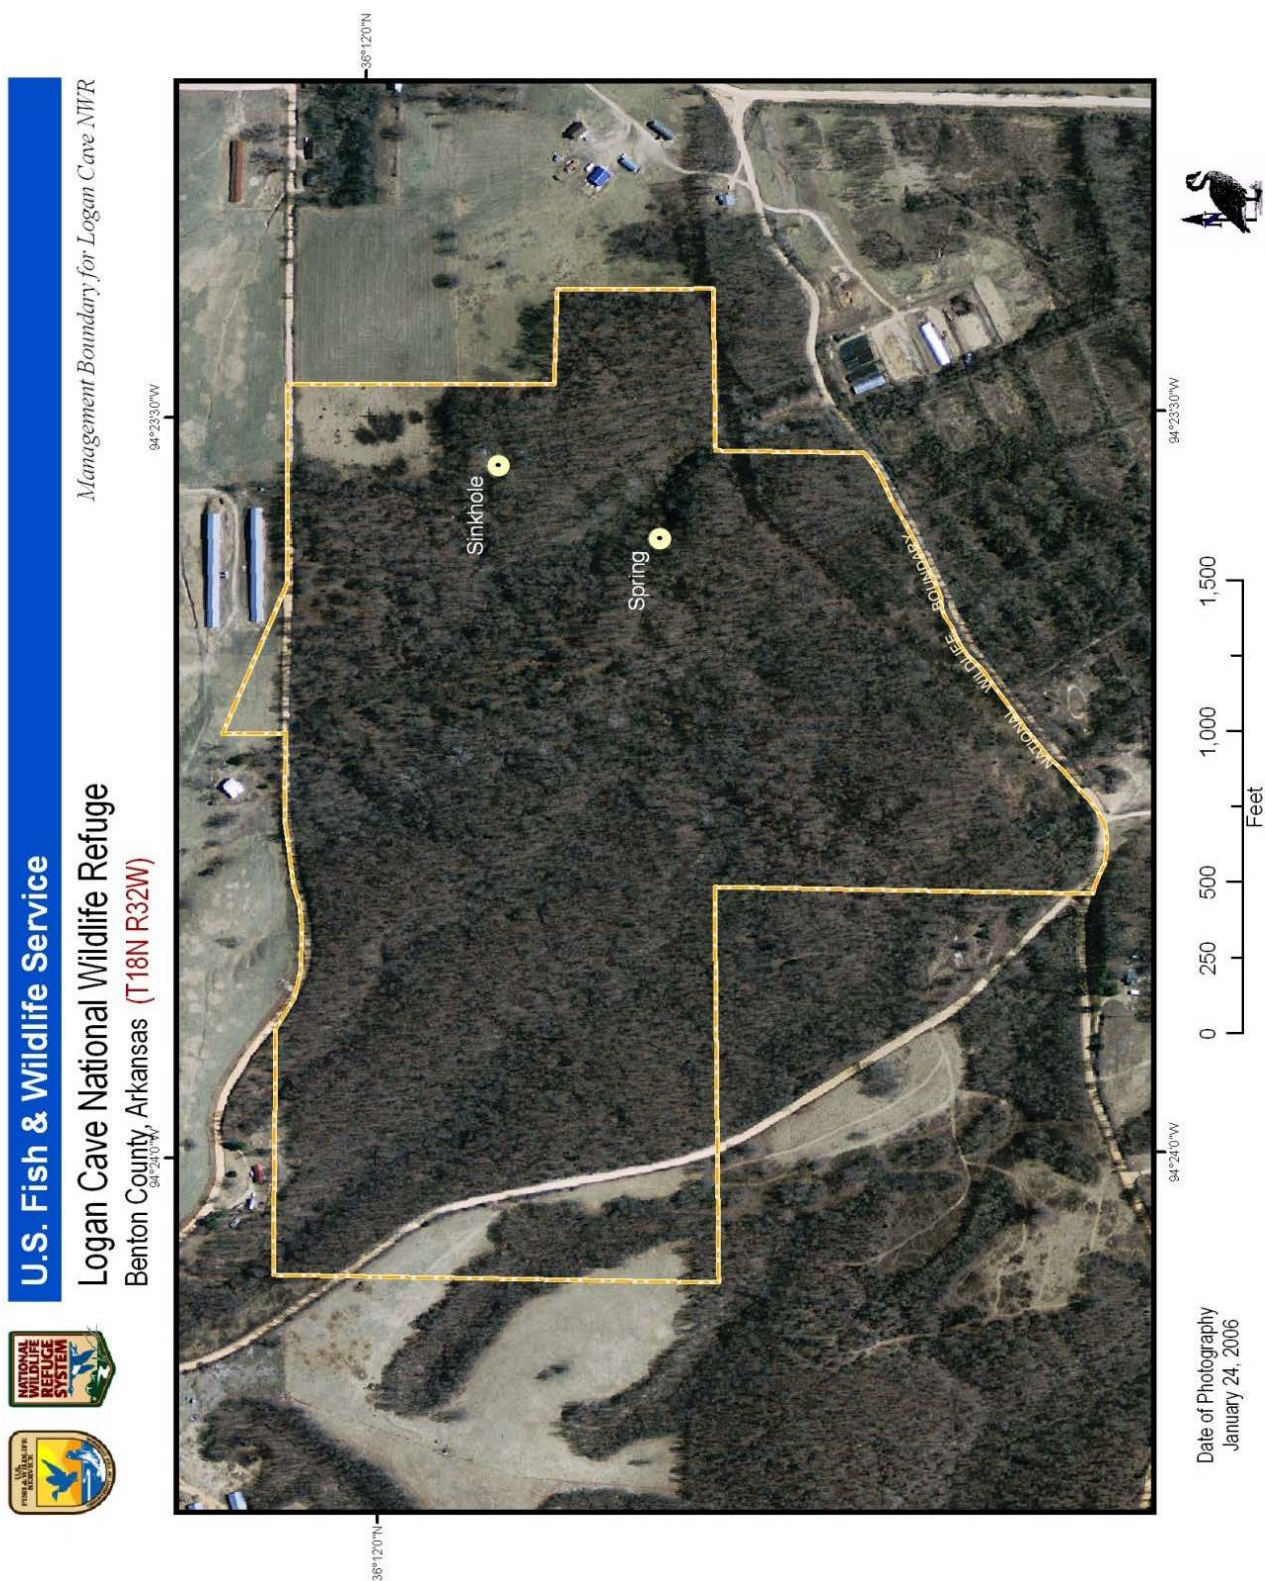 U.S. Fish & Wildlife Service
Logan Cave National Wildlife Refuge
Management Boundary for Logan Cave NWR
Benton County, Arkansas (T18N R32W)
U.S.
FISH & WILDLIFE
SERVICE
NATIONAL
WILDLIFE
REFUGE
SYSTEM
94°24'0"W
94°23'30"W
36°12'0"N
36°12'0"N
Sinkhole
Spring
NATIONAL WILDLIFE BOUNDARY
94°24'0"W
94°23'30"W
Date of Photography
January 24, 2006
0 250 500 1,000 1,500
Feet
N